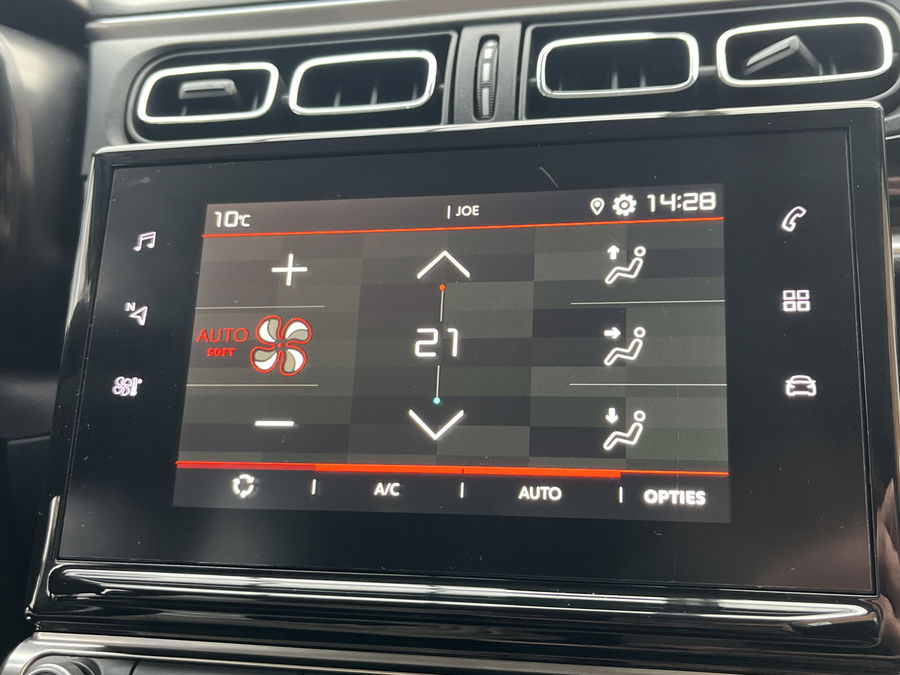 10°C
| JOE
14:28
N
AUTO
SOFT
21
A/C
AUTO
OPTIES